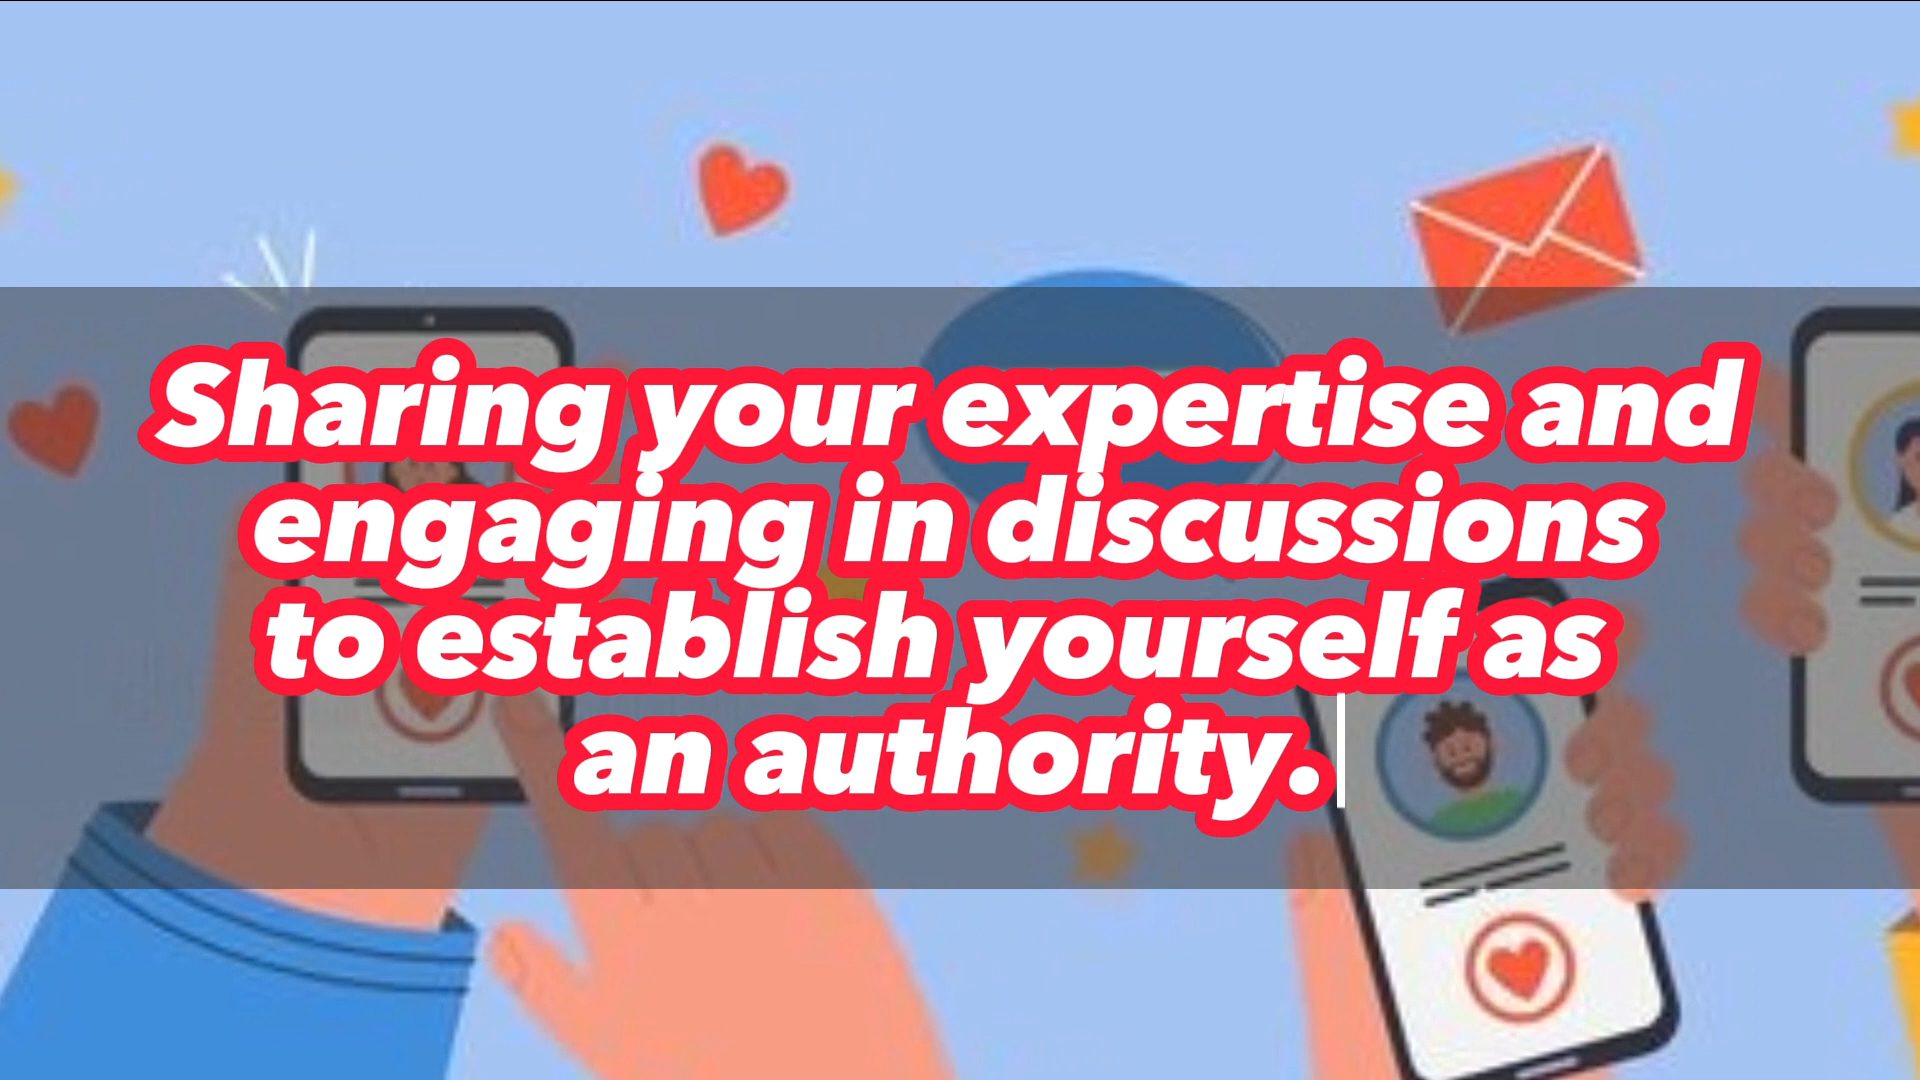 Sharing your expertise and
engaging in discussions
to establish yourself as
an authority.